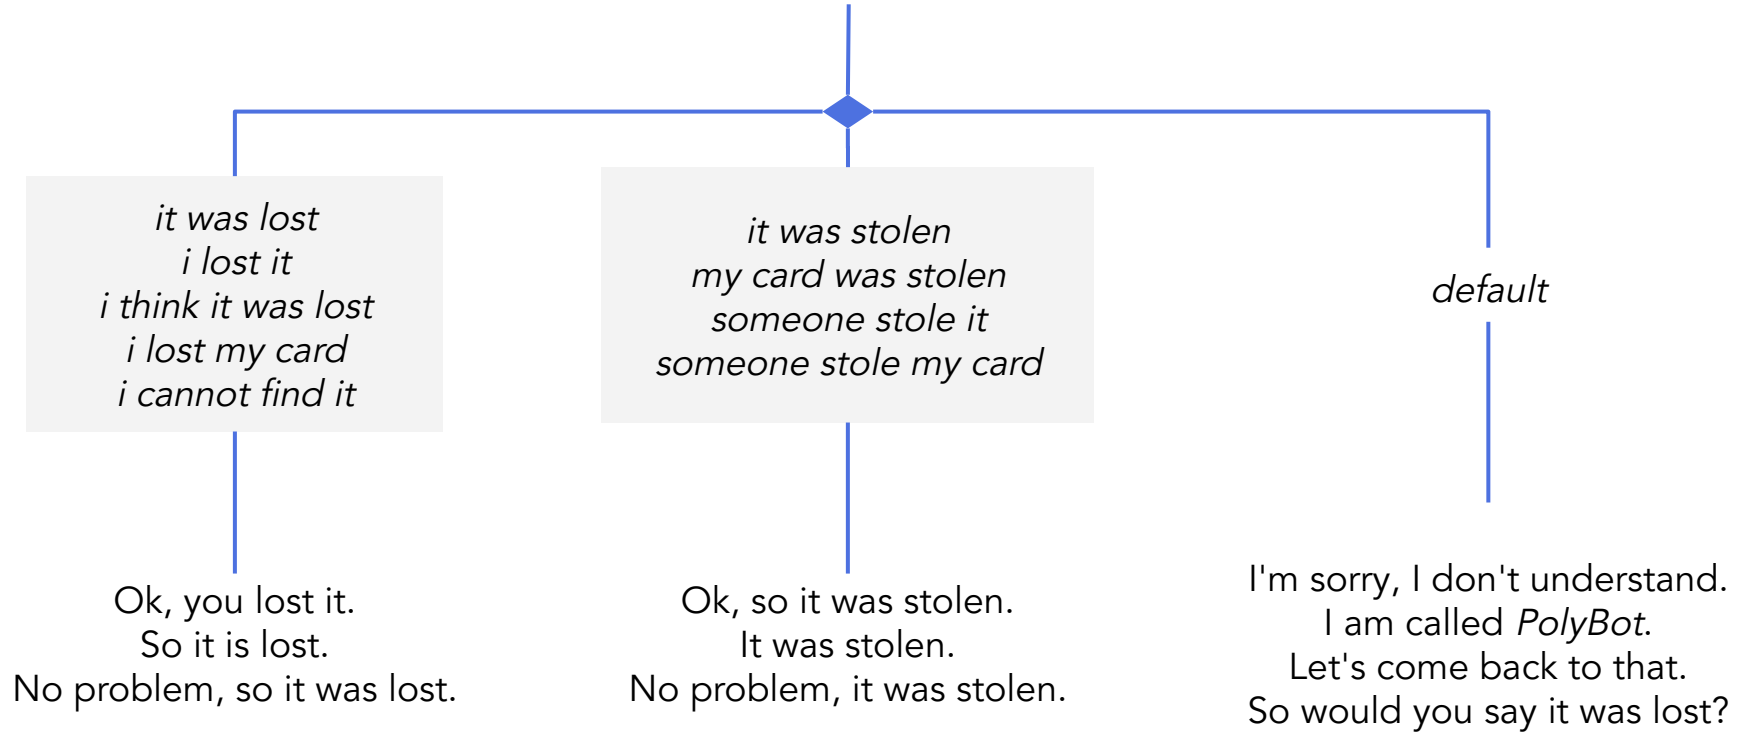 it was lost
i lost it
i think it was lost
i lost my card
i cannot find it
it was stolen
my card was stolen
someone stole it
someone stole my card
default
Ok, you lost it.
So it is lost.
No problem, so it was lost.
Ok, so it was stolen.
It was stolen.
No problem, it was stolen.
I'm sorry, I don't understand.
I am called PolyBot.
Let's come back to that.
So would you say it was lost?